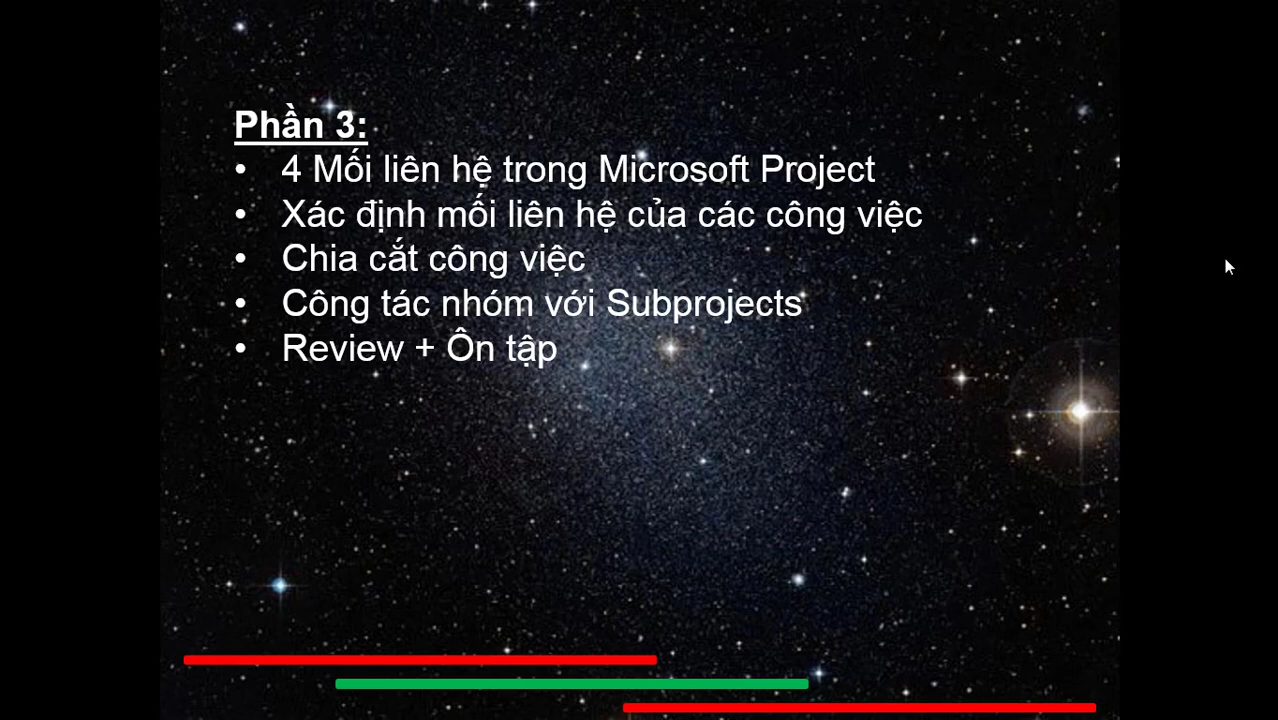 Phần 3:
• 4 Mối liên hệ trong Microsoft Project
• Xác định mối liên hệ của các công việc
• Chia cắt công việc
• Công tác nhóm với Subprojects
• Review + Ôn tập